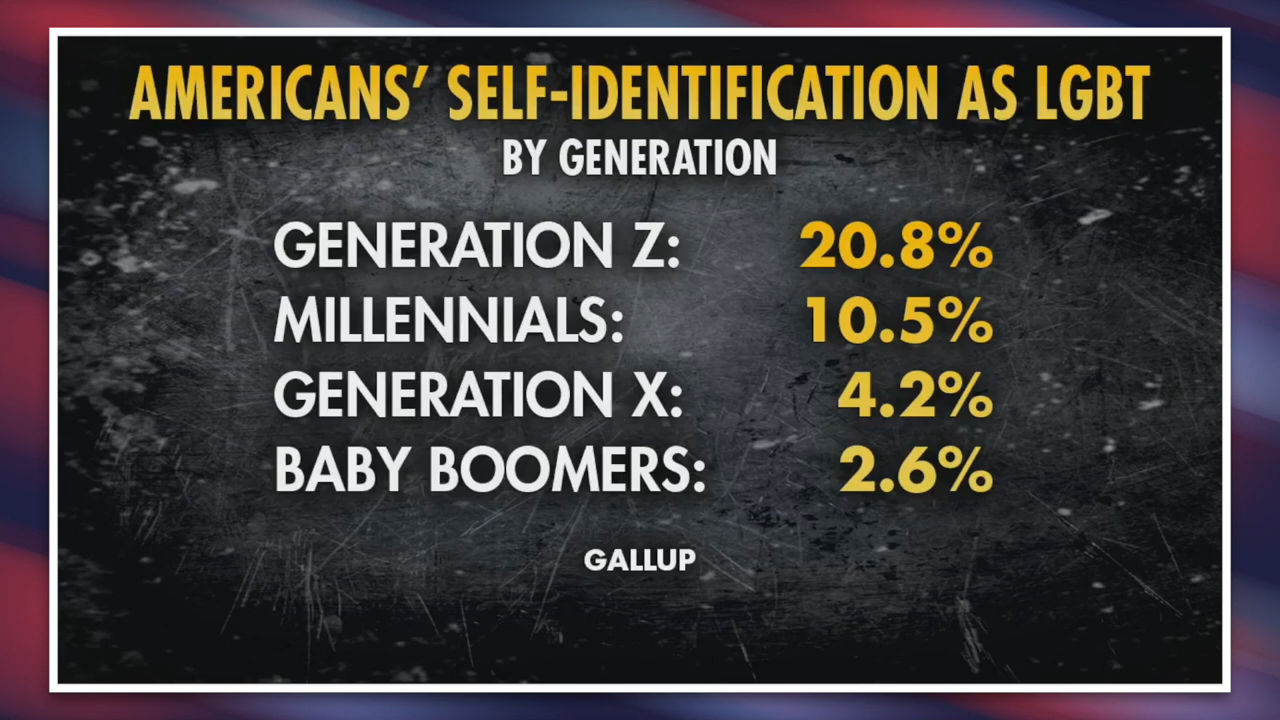 AMERICANS' SELF-IDENTIFICATION AS LGBT
BY GENERATION
GENERATION Z: 20.8%
MILLENNIALS: 10.5%
GENERATION X: 4.2%
BABY BOOMERS: 2.6%
GALLUP